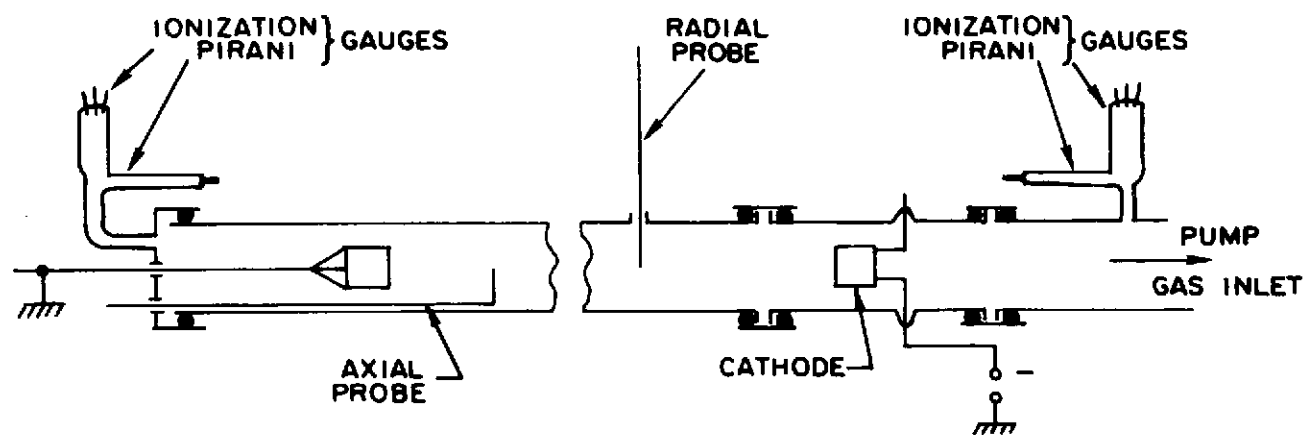 IONIZATION
PIRANI } GAUGES
RADIAL
PROBE
IONIZATION
PIRANI } GAUGES
PUMP
GAS INLET
AXIAL
PROBE
CATHODE
–